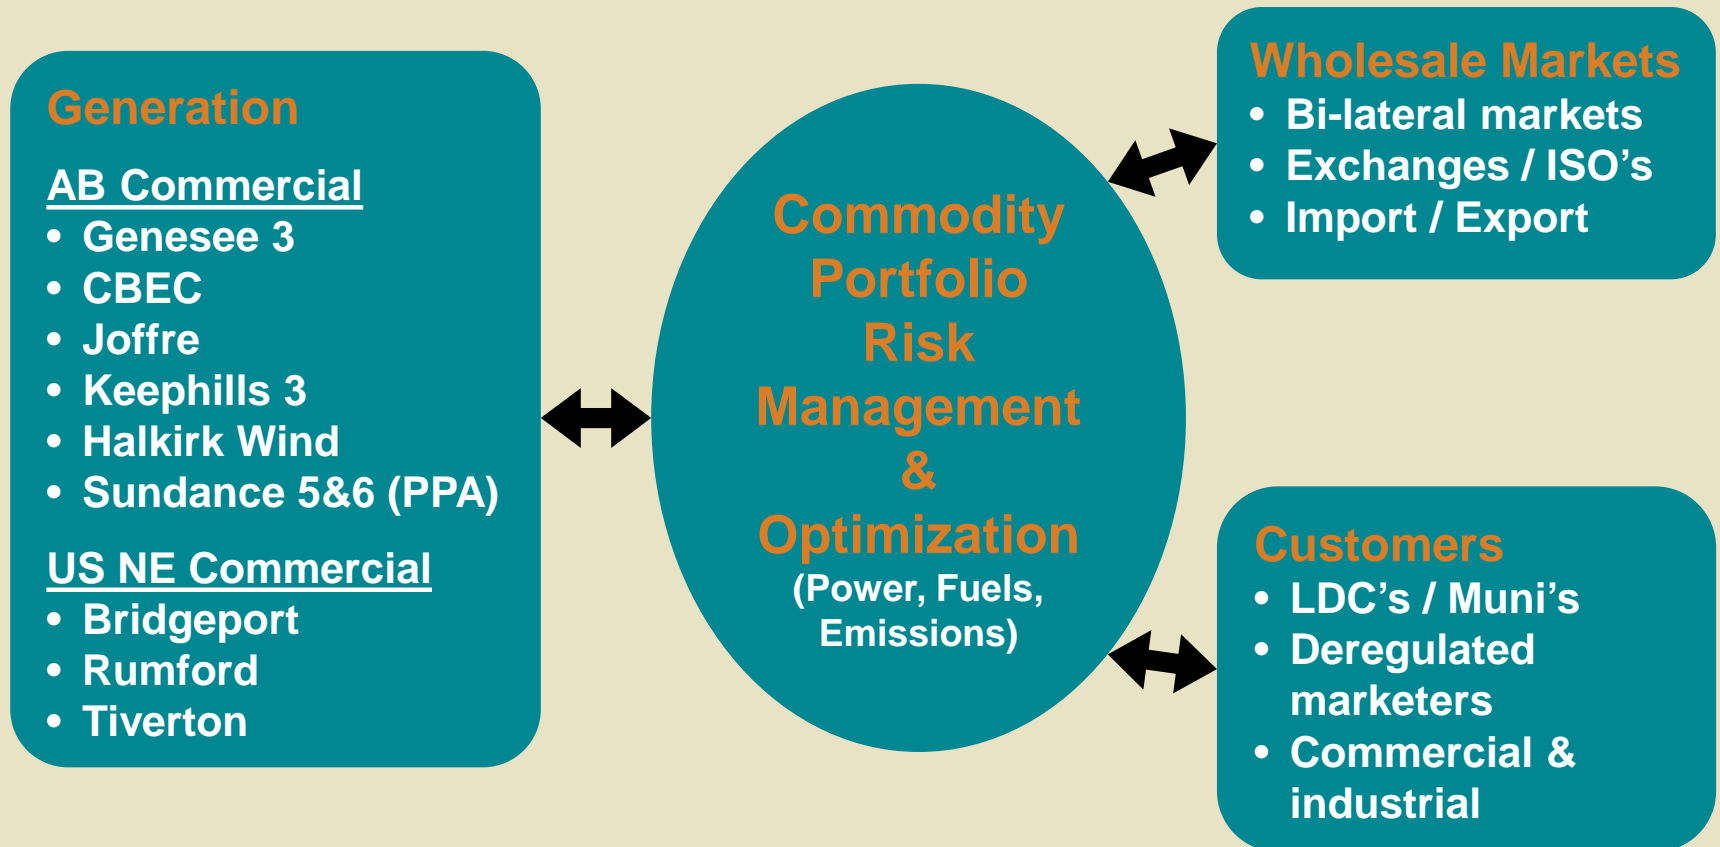 Generation
AB Commercial
• Genesee 3
• CBEC
• Joffre
• Keephills 3
• Halkirk Wind
• Sundance 5&6 (PPA)
US NE Commercial
• Bridgeport
• Rumford
• Tiverton
Commodity
Portfolio
Risk
Management
&
Optimization
(Power, Fuels,
Emissions)
Wholesale Markets
• Bi-lateral markets
• Exchanges / ISO’s
• Import / Export
Customers
• LDC’s / Muni’s
• Deregulated
marketers
• Commercial &
industrial